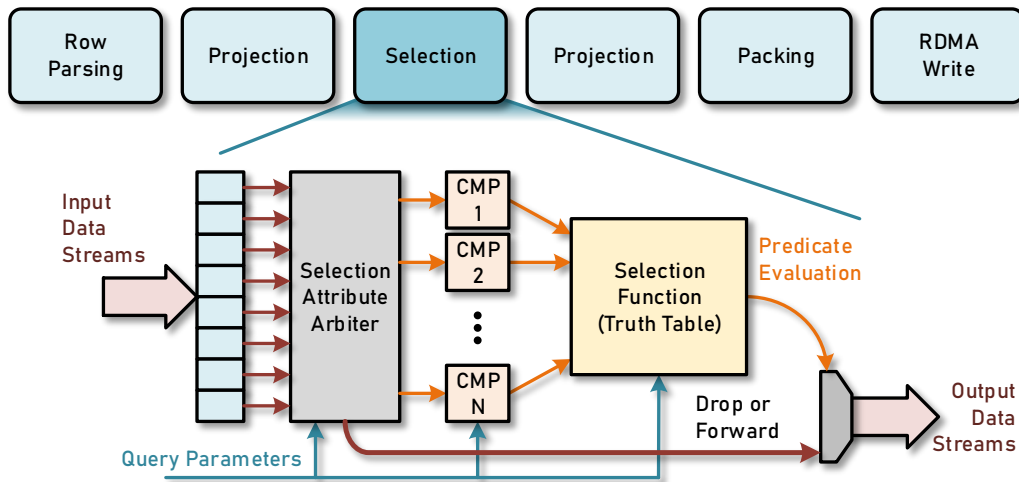 Row
Parsing
Projection
Selection
Projection
Packing
RDMA
Write
Input
Data
Streams
Selection
Attribute
Arbiter
CMP
1
CMP
2
CMP
N
Selection
Function
(Truth Table)
Predicate
Evaluation
Drop or
Forward
Output
Data
Streams
Query Parameters